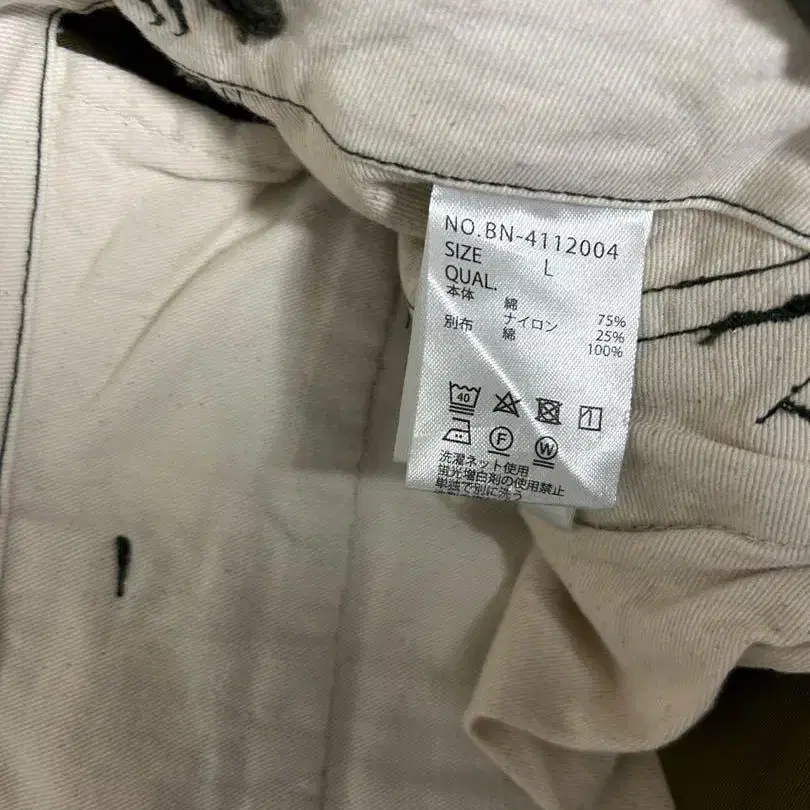 NO.BN-4112004
SIZE L
QUAL.
本体 綿 75%
ナイロン 25%
別布 綿 100%
40
F W
洗濯ネット使用
蛍光増白剤の使用禁止
単独で別に洗う